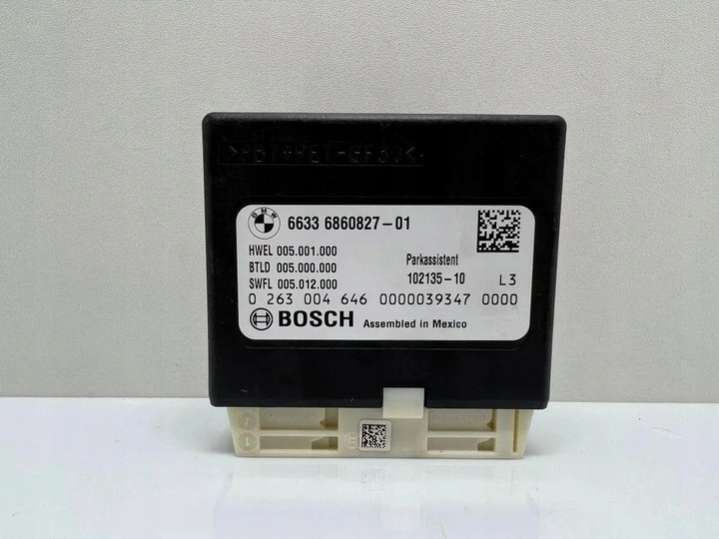 BMW
6633 6860827-01
HWEL 005.001.000
BTLD 005.000.000
SWFL 005.012.000
Parkassistent
102135-10 L3
0 263 004 646 0000039347 0000
BOSCH Assembled in Mexico